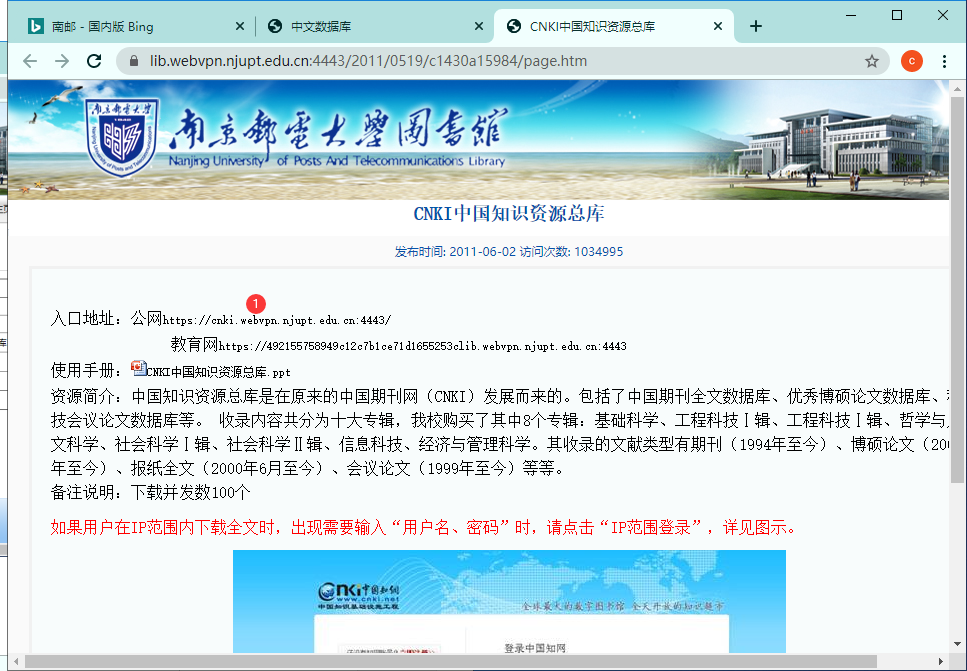 南邮 - 国内版 Bing
中文数据库
CNKI中国知识资源总库
lib.webvpn.njupt.edu.cn:4443/2011/0519/c1430a15984/page.htm
c
南京邮电大學圖書館
Nanjing University of Posts And Telecommunications Library
CNKI中国知识资源总库
发布时间: 2011-06-02 访问次数: 1034995
1
入口地址：公网https://cnki.webvpn.njupt.edu.cn:4443/
教育网https://492155758949c12c7b1ce71d1655253clib.webvpn.njupt.edu.cn:4443
使用手册：CNKI中国知识资源总库.ppt
资源简介：中国知识资源总库是在原来的中国期刊网（CNKI）发展而来的。包括了中国期刊全文数据库、优秀博硕论文数据库、
技会议论文数据库等。 收录内容共分为十大专辑，我校购买了其中8个专辑：基础科学、工程科技Ⅰ辑、工程科技Ⅰ辑、哲学与
文科学、社会科学Ⅰ辑、社会科学Ⅱ辑、信息科技、经济与管理科学。其收录的文献类型有期刊（1994年至今）、博硕论文（200
年至今）、报纸全文（2000年6月至今）、会议论文（1999年至今）等等。
备注说明：下载并发数100个
如果用户在IP范围内下载全文时，出现需要输入“用户名、密码”时，请点击“IP范围登录”，详见图示。
cnki中国知网
www.cnki.net
中国知识基础设施工程
全球最大的数字图书馆 全天开放的知识超市
登录中国知网